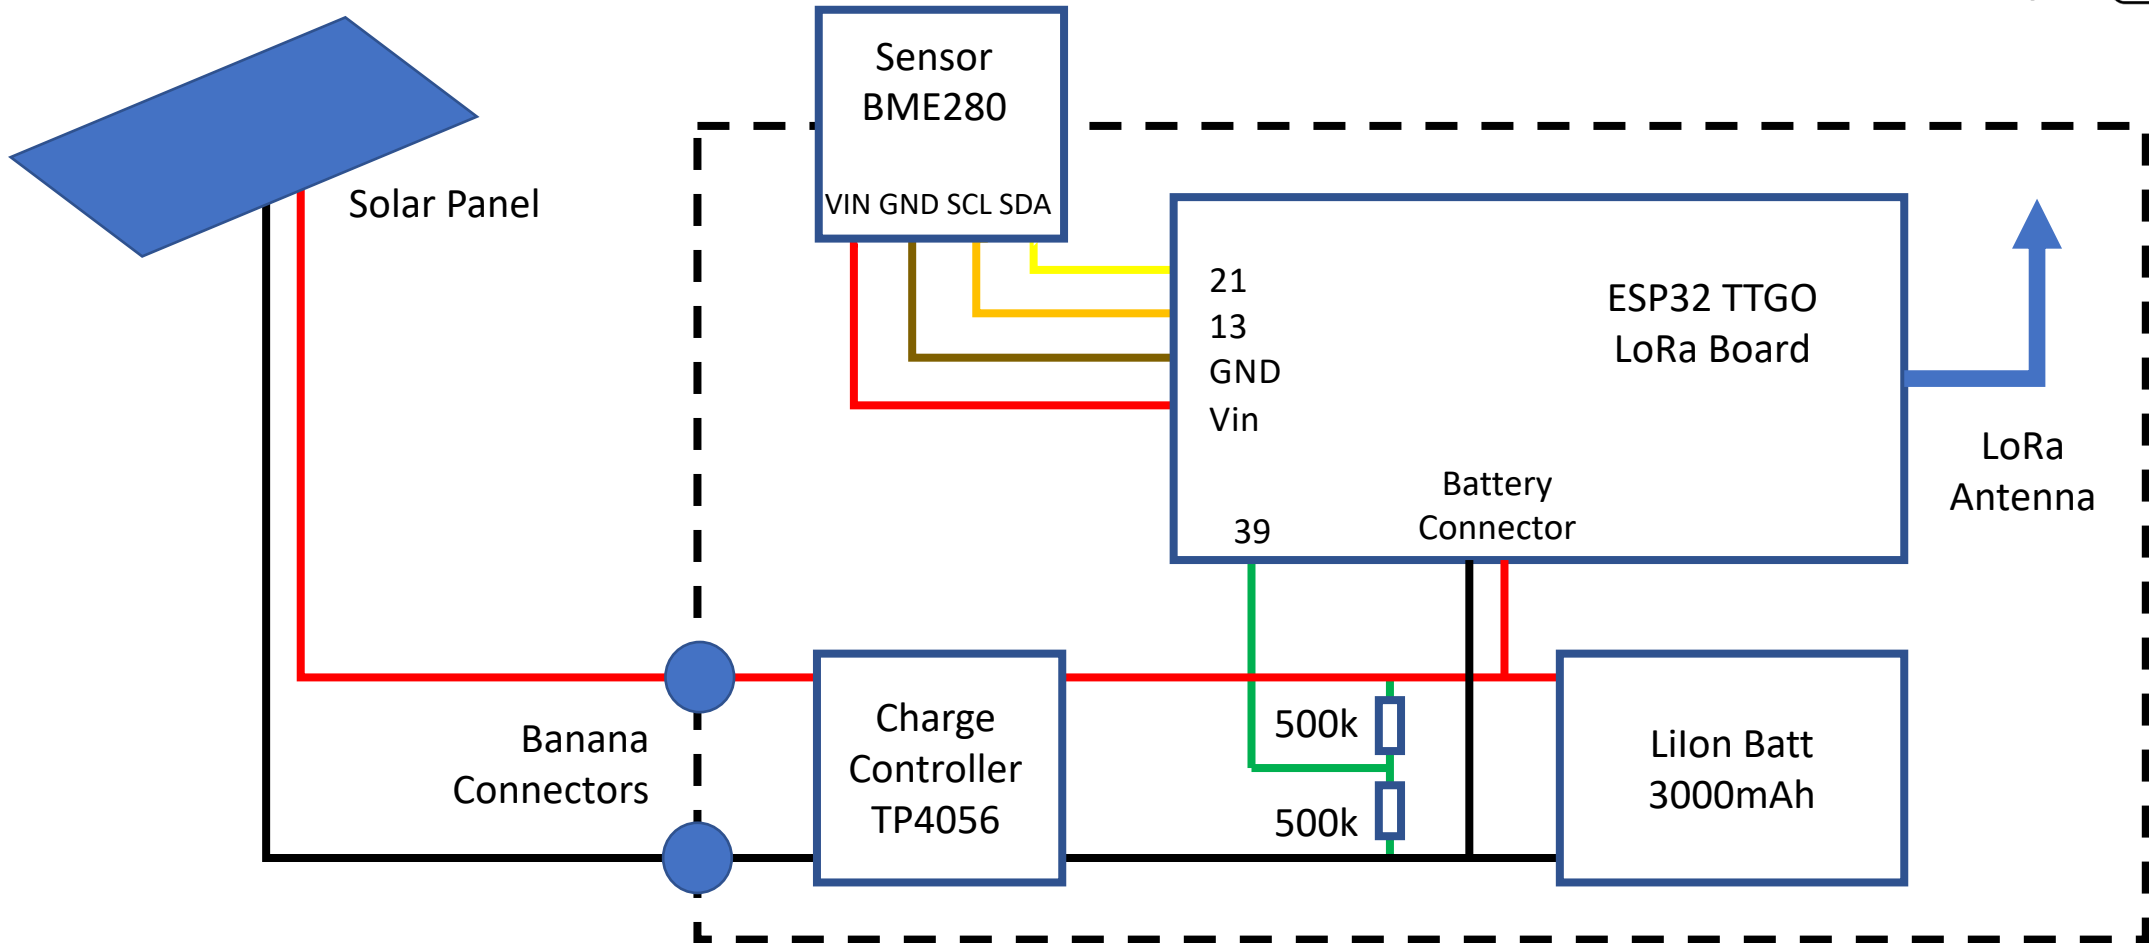 Sensor
BME280
VIN GND SCL SDA
Solar Panel
21
13
GND
Vin
ESP32 TTGO
LoRa Board
LoRa
Antenna
Battery
Connector
39
Banana
Connectors
Charge
Controller
TP4056
500k
500k
LiIon Batt
3000mAh